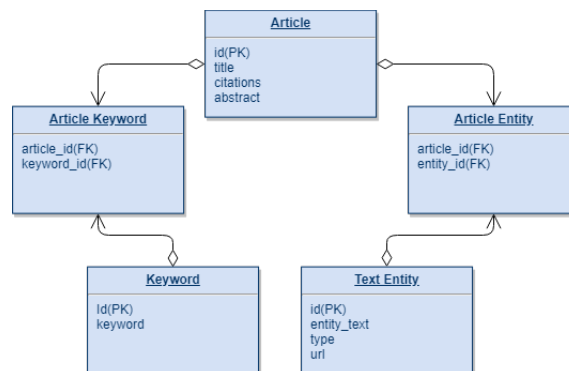 Article
id(PK)
title
citations
abstract
Article Keyword
article_id(FK)
keyword_id(FK)
Article Entity
article_id(FK)
entity_id(FK)
Keyword
Id(PK)
keyword
Text Entity
id(PK)
entity_text
type
url